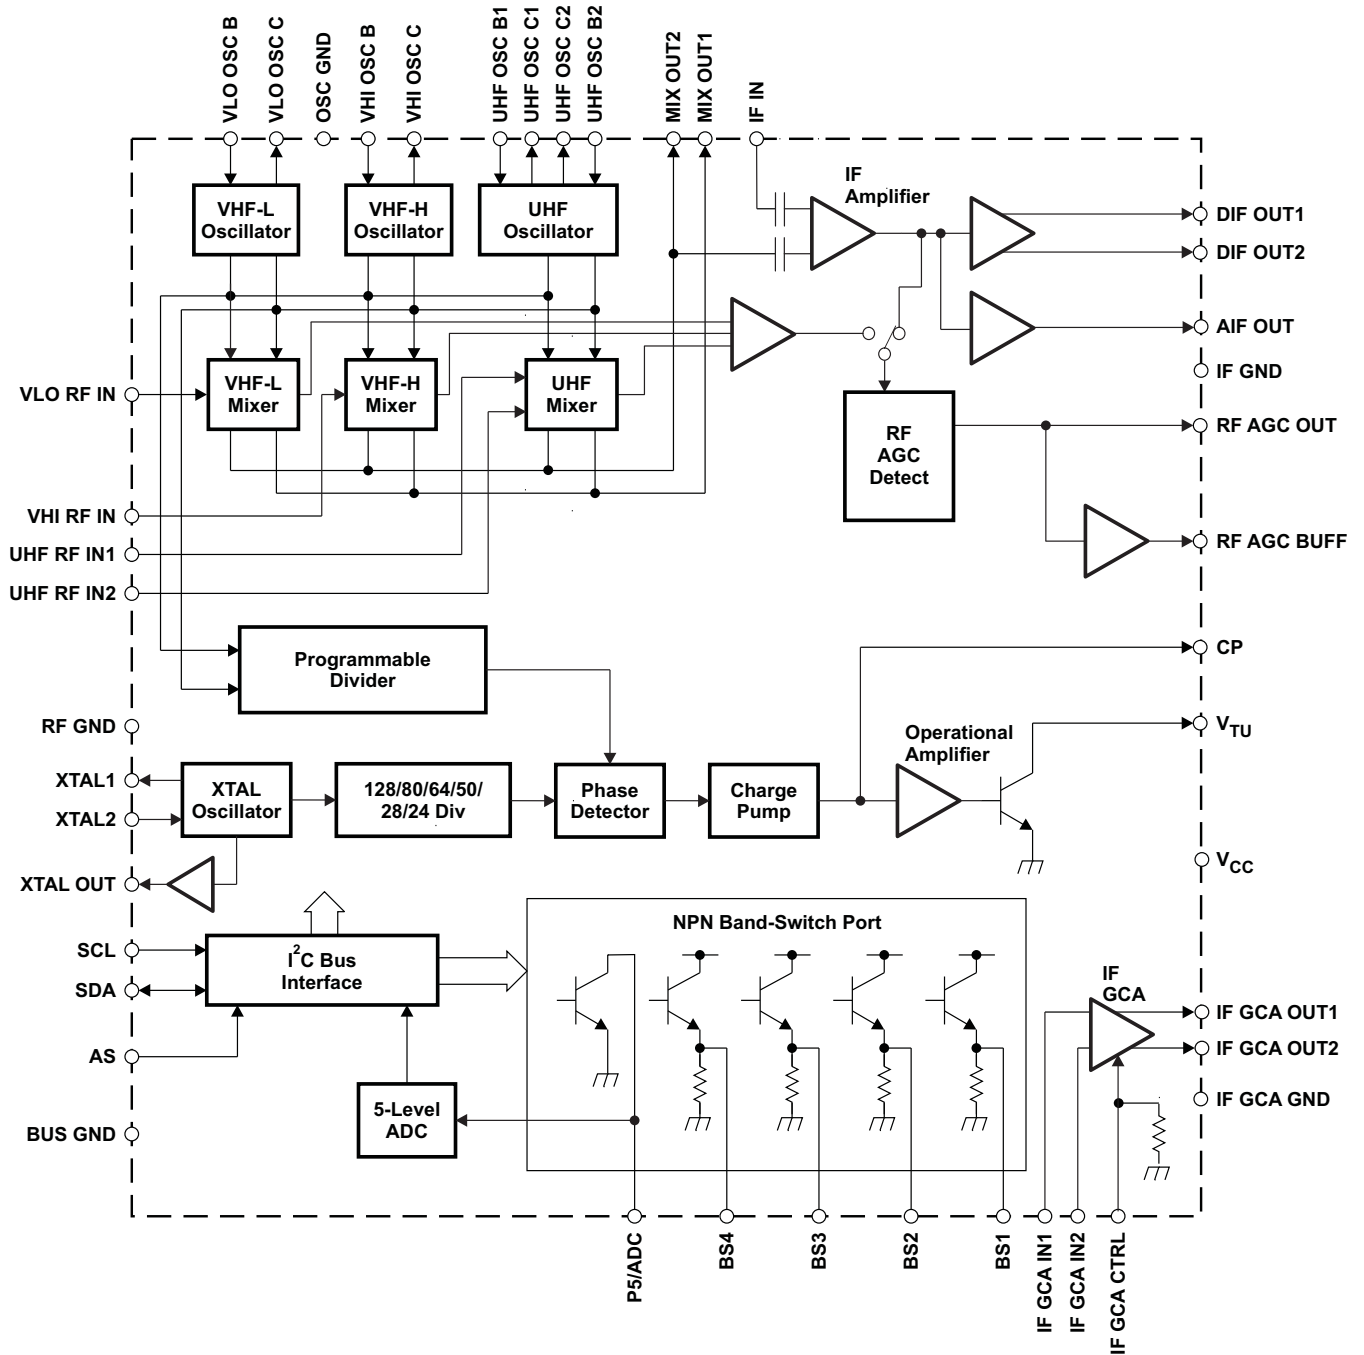 VLO OSC B
VLO OSC C
OSC GND
VHI OSC B
VHI OSC C
UHF OSC B1
UHF OSC C1
UHF OSC C2
UHF OSC B2
MIX OUT2
MIX OUT1
IF IN
VHF-L
Oscillator
VHF-H
Oscillator
UHF
Oscillator
IF
Amplifier
DIF OUT1
DIF OUT2
AIF OUT
IF GND
VLO RF IN
VHF-L
Mixer
VHF-H
Mixer
UHF
Mixer
RF
AGC
Detect
RF AGC OUT
VHI RF IN
UHF RF IN1
UHF RF IN2
RF AGC BUFF
Programmable
Divider
CP
RF GND
Operational
Amplifier
VTU
XTAL1
XTAL2
XTAL
Oscillator
128/80/64/50/
28/24 Div
Phase
Detector
Charge
Pump
VCC
XTAL OUT
NPN Band-Switch Port
SCL
SDA
I2C Bus
Interface
IF
GCA
IF GCA OUT1
IF GCA OUT2
AS
5-Level
ADC
IF GCA GND
BUS GND
P5/ADC
BS4
BS3
BS2
BS1
IF GCA IN1
IF GCA IN2
IF GCA CTRL